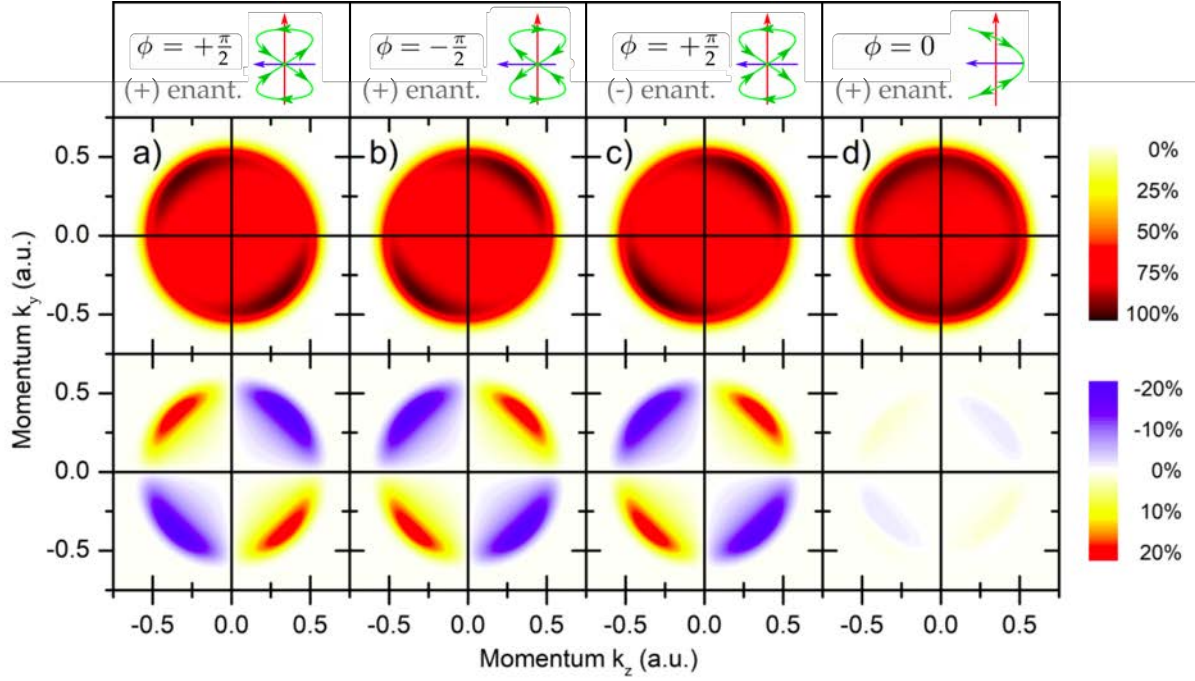 ϕ = +π/2
(+) enant.
ϕ = −π/2
(+) enant.
ϕ = +π/2
(-) enant.
ϕ = 0
(+) enant.
a)
b)
c)
d)
0.5
0.0
-0.5
0.5
0.0
-0.5
Momentum k_y (a.u.)
0%
25%
50%
75%
100%
-20%
-10%
0%
10%
20%
-0.5 0.0 0.5 -0.5 0.0 0.5 -0.5 0.0 0.5 -0.5 0.0 0.5
Momentum k_z (a.u.)